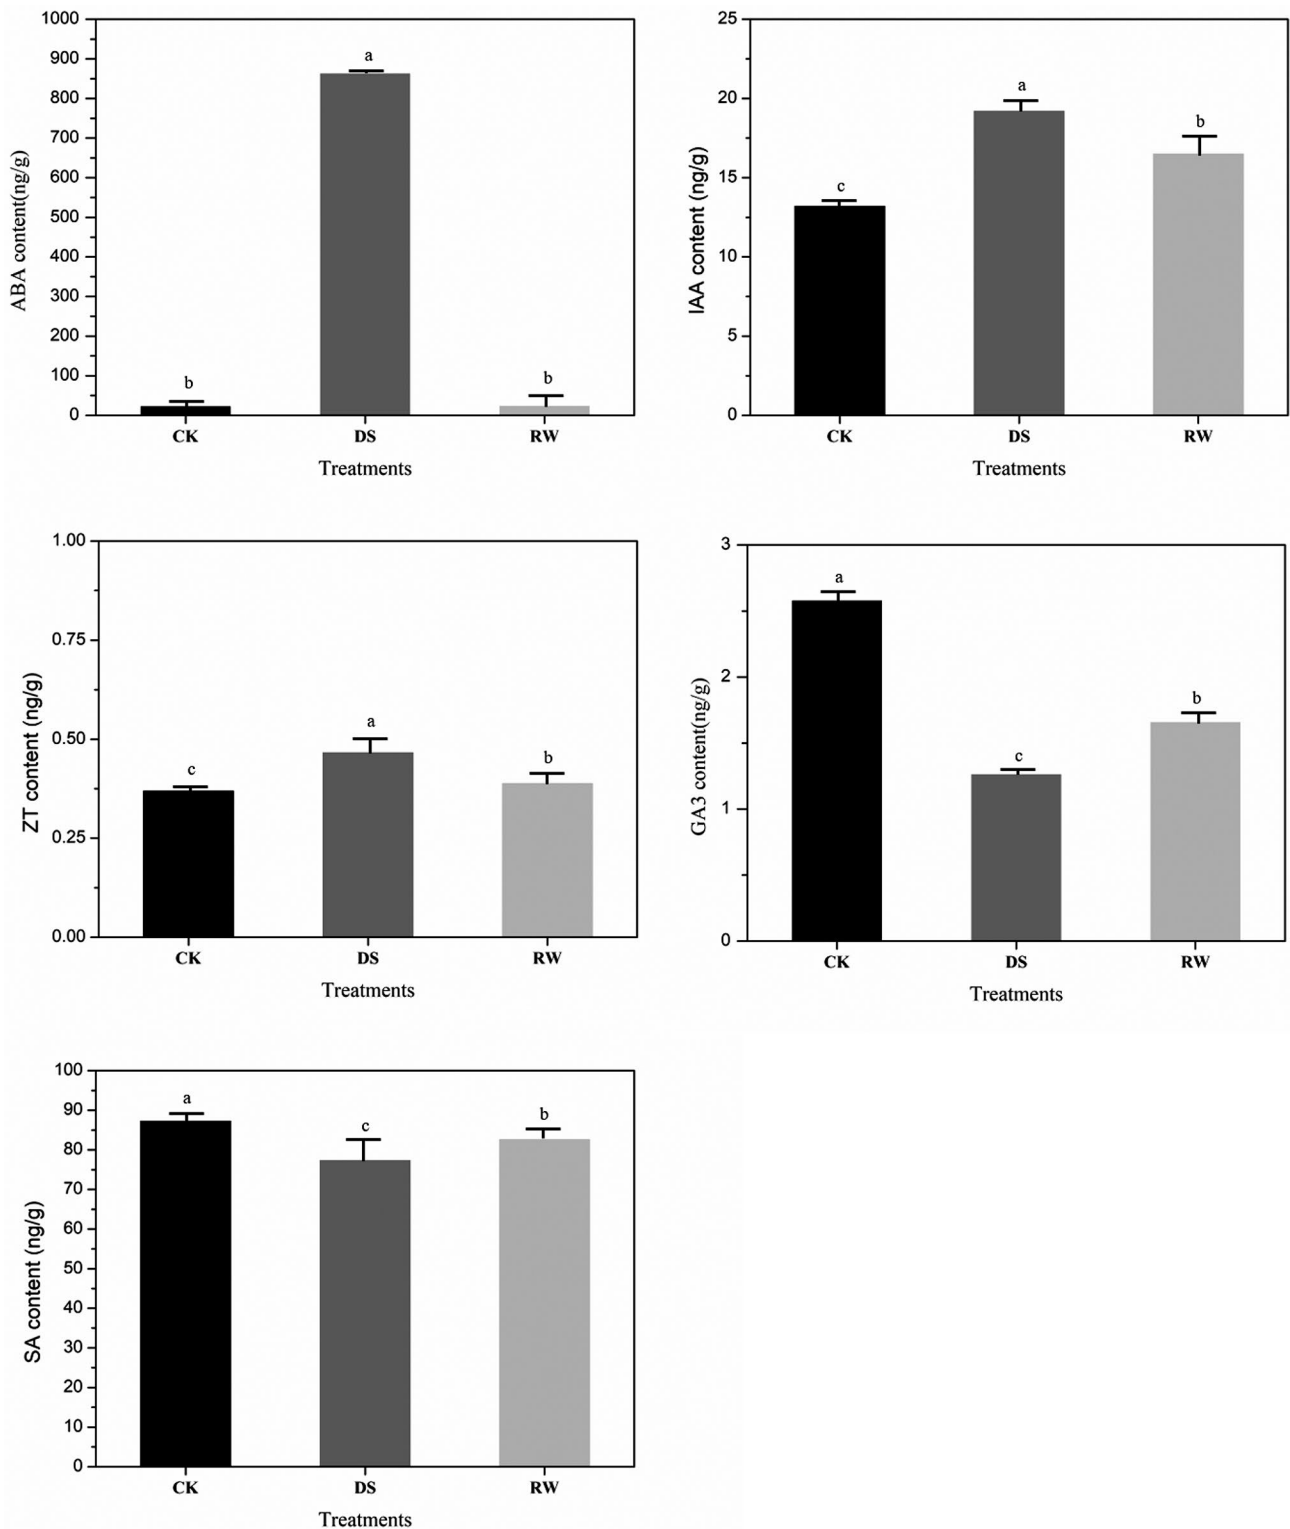 ABA content(ng/g)
1000
900
800
700
600
500
400
300
200
100
0
b
a
b
CK DS RW
Treatments
IAA content (ng/g)
25
20
15
10
5
0
c
a
b
CK DS RW
Treatments
ZT content (ng/g)
1.00
0.75
0.50
0.25
0.00
c
a
b
CK DS RW
Treatments
GA3 content(ng/g)
3
2
1
0
a
c
b
CK DS RW
Treatments
SA content (ng/g)
100
90
80
70
60
50
40
30
20
10
0
a
c
b
CK DS RW
Treatments